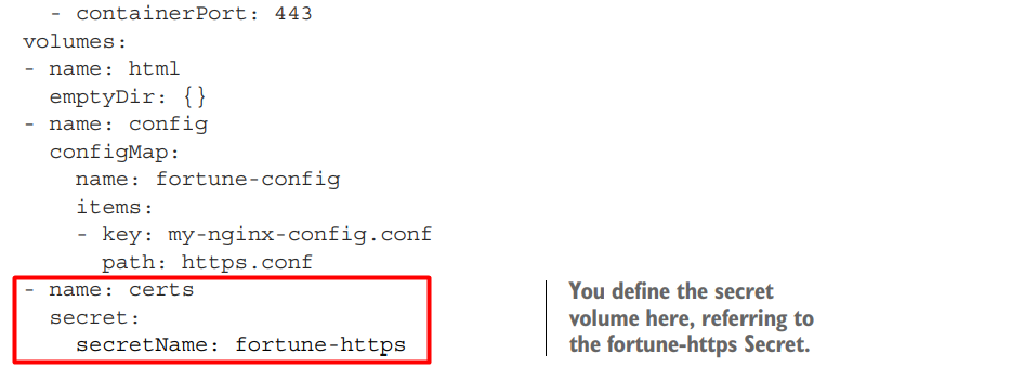 - containerPort: 443
volumes:
- name: html
emptyDir: {}
- name: config
configMap:
name: fortune-config
items:
- key: my-nginx-config.conf
path: https.conf
- name: certs
secret:
secretName: fortune-https
You define the secret
volume here, referring to
the fortune-https Secret.